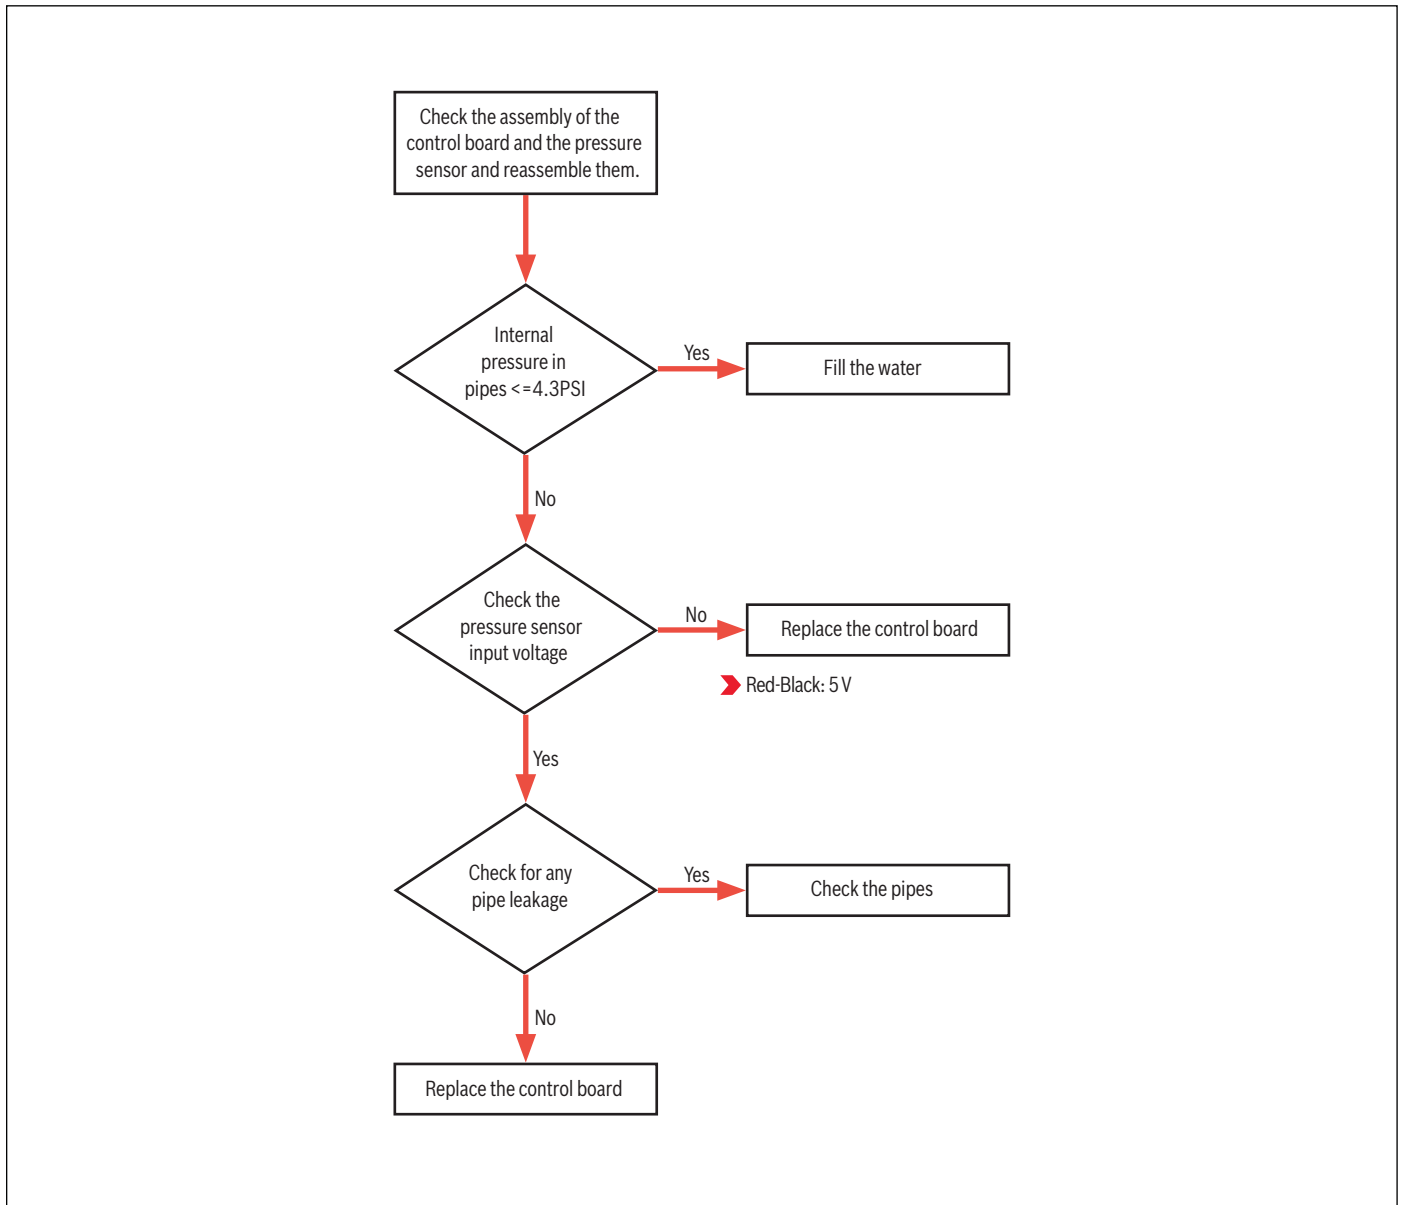 Check the assembly of the
control board and the pressure
sensor and reassemble them.
Internal
pressure in
pipes <=4.3PSI
Yes
Fill the water
No
Check the
pressure sensor
input voltage
No
Replace the control board
Red-Black: 5 V
Yes
Check for any
pipe leakage
Yes
Check the pipes
No
Replace the control board